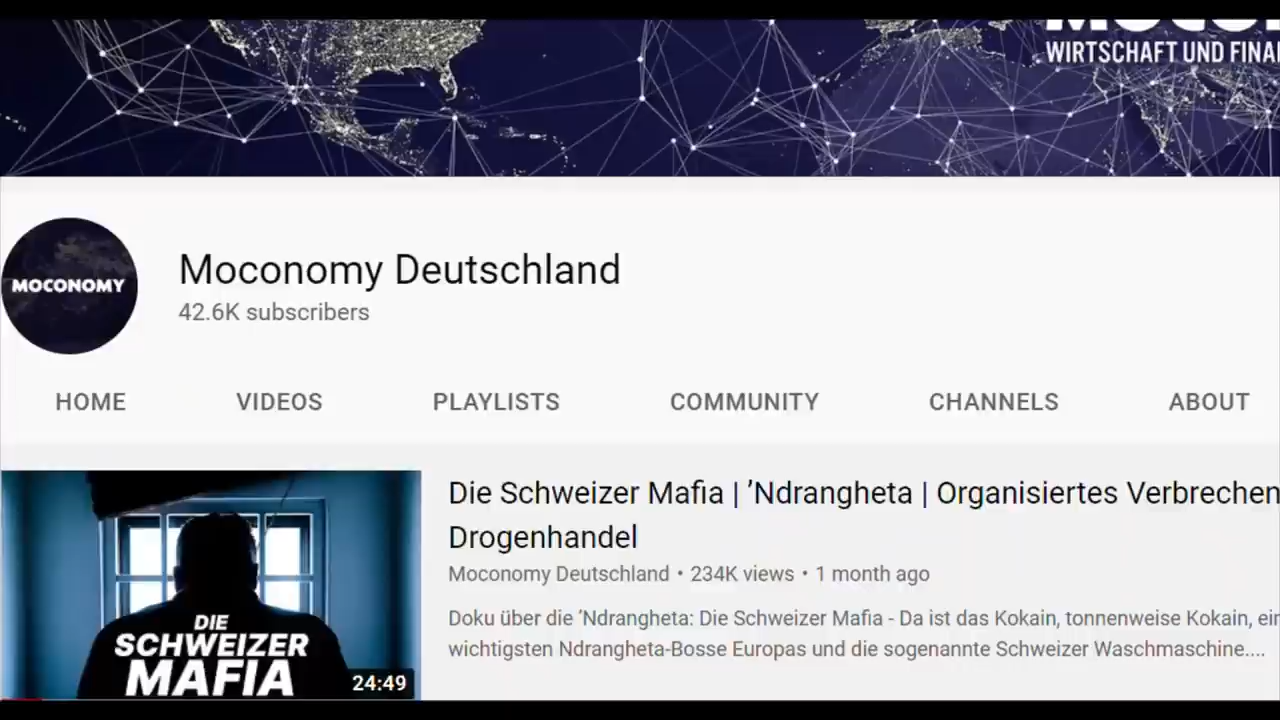 WIRTSCHAFT UND FINA
MOCONOMY
Moconomy Deutschland
42.6K subscribers
HOME VIDEOS PLAYLISTS COMMUNITY CHANNELS ABOUT
Die Schweizer Mafia | ’Ndrangheta | Organisiertes Verbrechen
Drogenhandel
Moconomy Deutschland • 234K views • 1 month ago
Doku über die ’Ndrangheta: Die Schweizer Mafia - Da ist das Kokain, tonnenweise Kokain, ein
wichtigsten Ndrangheta-Bosse Europas und die sogenannte Schweizer Waschmaschine....
DIE
SCHWEIZER
MAFIA
24:49